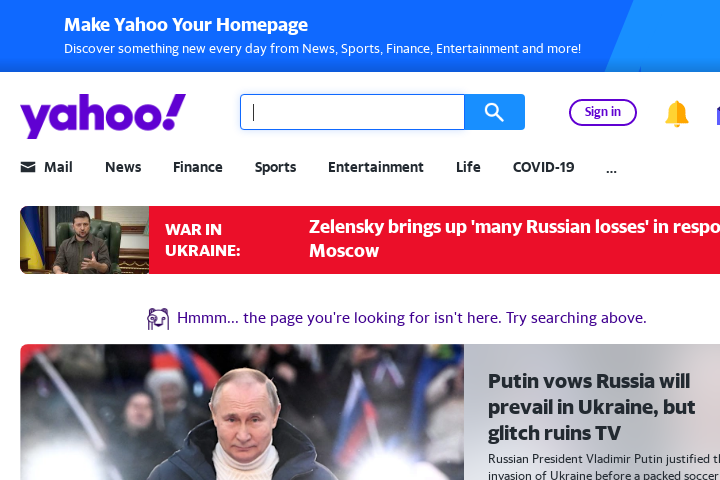 Make Yahoo Your Homepage
Discover something new every day from News, Sports, Finance, Entertainment and more!
yahoo!
Sign in
Mail News Finance Sports Entertainment Life COVID-19 ...
WAR IN
UKRAINE:
Zelensky brings up 'many Russian losses' in respo
Moscow
Hmmm... the page you're looking for isn't here. Try searching above.
Putin vows Russia will
prevail in Ukraine, but
glitch ruins TV
Russian President Vladimir Putin justified th
invasion of Ukraine before a packed soccer